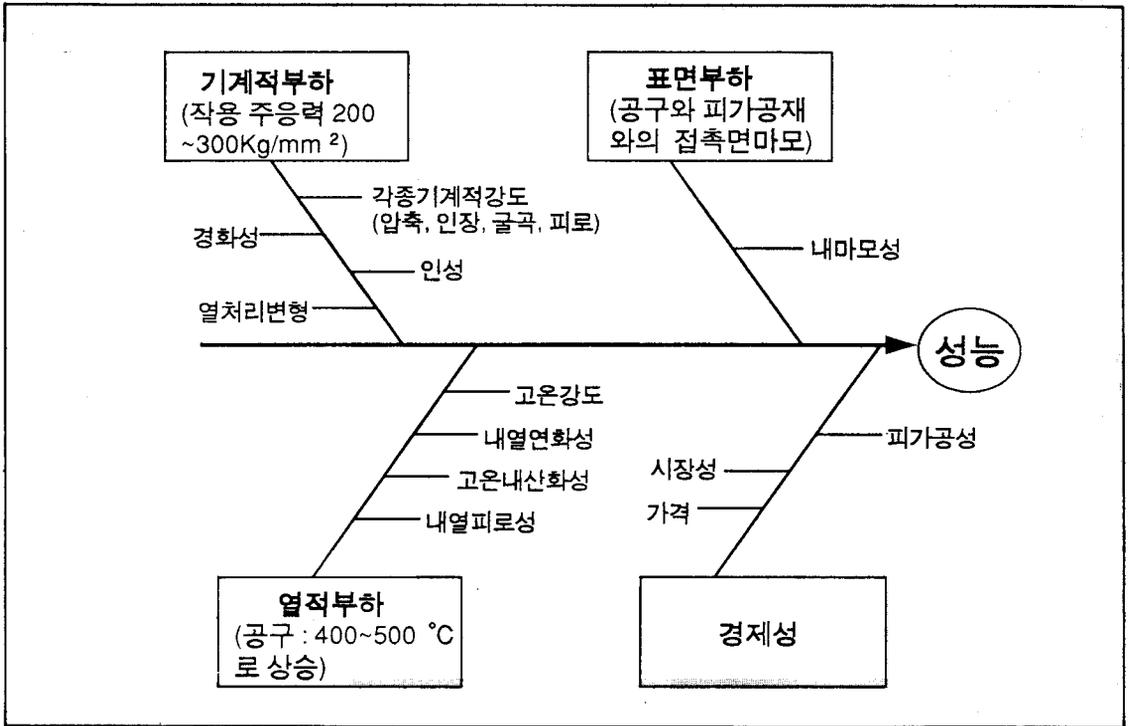 기계적부하
(작용 주응력 200
~300Kg/mm ²)
표면부하
(공구와 피가공재
와의 접촉면마모)
각종기계적강도
(압축, 인장, 굴곡, 피로)
경화성
인성
열처리변형
내마모성
성능
고온강도
내열연화성
고온내산화성
내열피로성
피가공성
시장성
가격
열적부하
(공구 : 400~500 °C
로 상승)
경제성